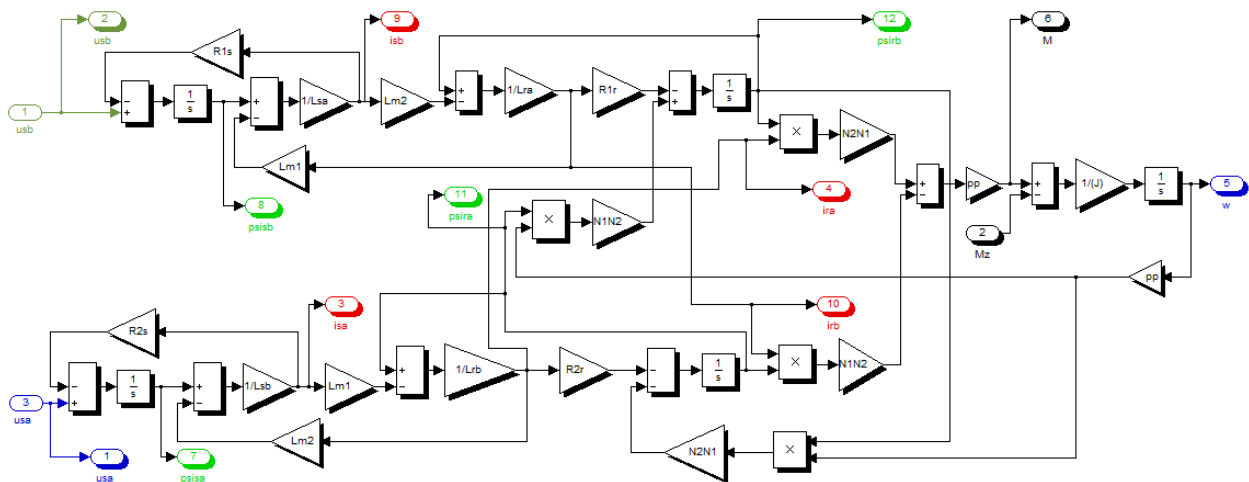 2
usb
9
isb
12
psirb
6
M
R1s
1
usb
−
+
1
s
+
−
1/Lsa
Lm2
+
−
1/Lra
R1r
−
+
1
s
×
N2N1
Lm1
8
psisb
11
psira
×
N1N2
4
ira
+
−
pp
+
−
1/(J)
1
s
5
w
2
Mz
pp
3
isa
10
irb
R2s
3
usa
−
+
1
s
+
−
1/Lsb
Lm1
+
−
1/Lrb
R2r
−
−
1
s
×
N1N2
Lm2
N2N1
×
1
usa
7
psisa